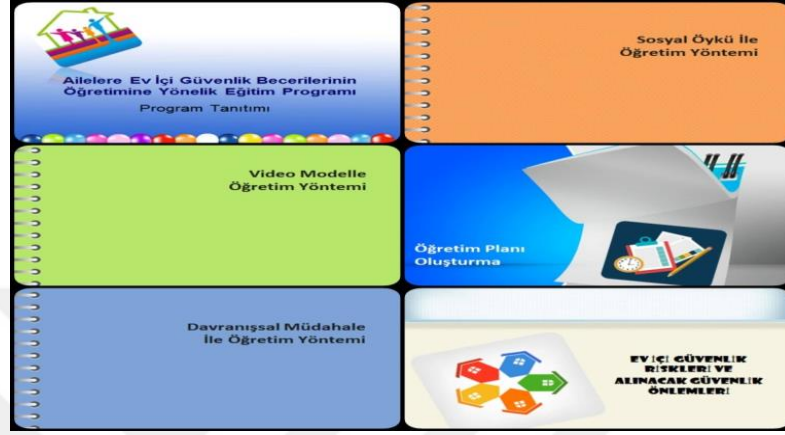 Ailelere Ev İçi Güvenlik Becerilerinin
Öğretimine Yönelik Eğitim Programı
Program Tanıtımı
Sosyal Öykü İle
Öğretim Yöntemi
Video Modelle
Öğretim Yöntemi
Öğretim Planı
Oluşturma
Davranışsal Müdahale
İle Öğretim Yöntemi
EV İÇİ GÜVENLİK
RİSKLERİ VE
ALINACAK GÜVENLİK
ÖNLEMLERİ